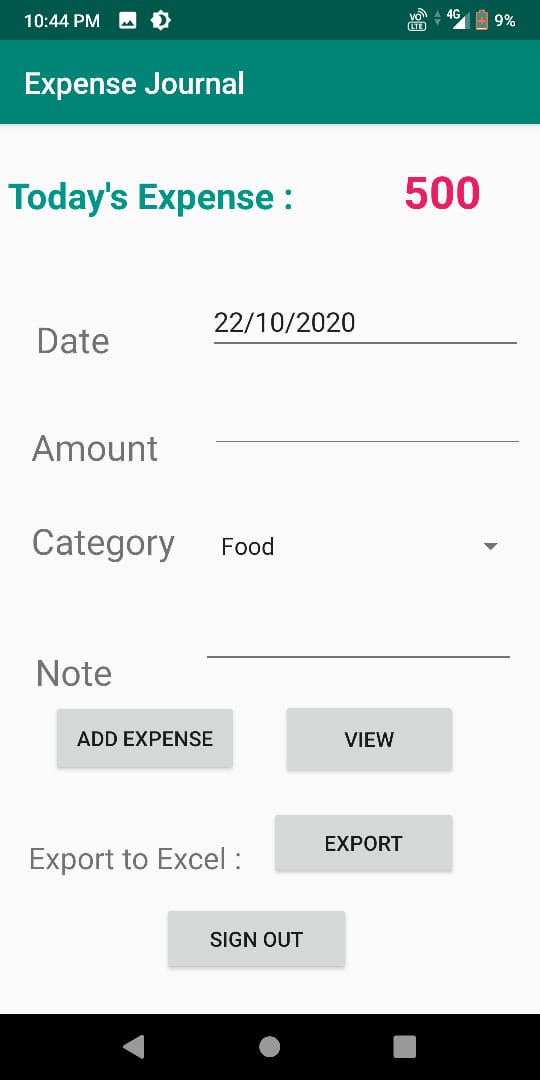 10:44 PM VO LTE 4G 9%
Expense Journal
Today's Expense : 500
Date 22/10/2020
Amount
Category Food
Note
ADD EXPENSE VIEW
Export to Excel : EXPORT
SIGN OUT